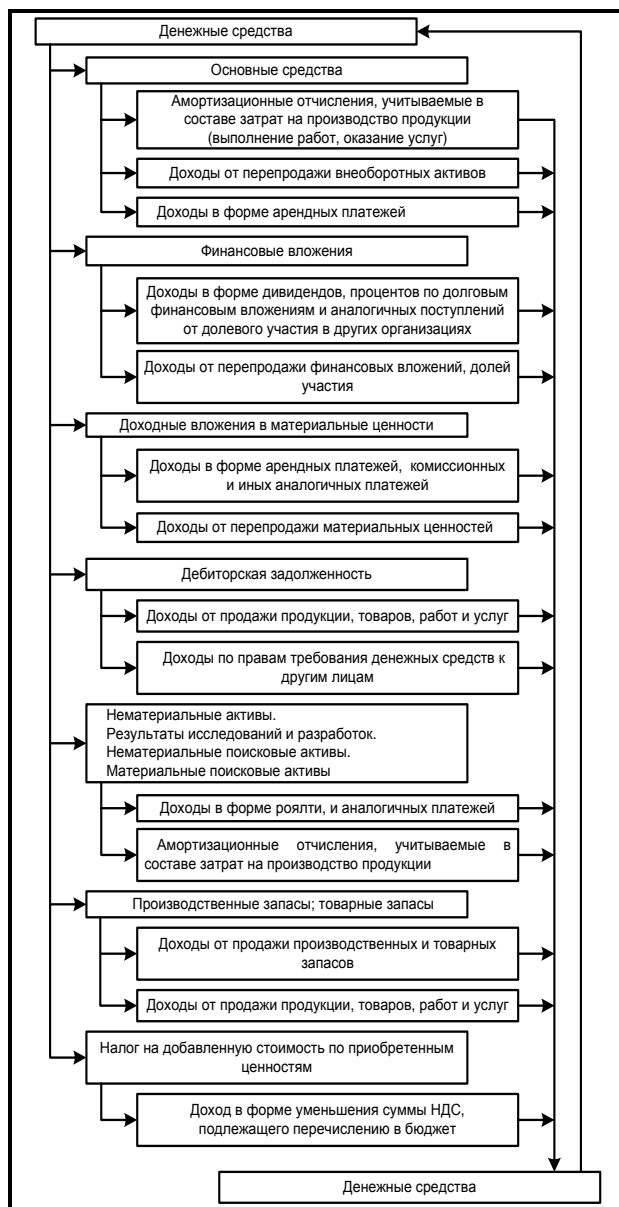 Денежные средства
Основные средства
Амортизационные отчисления, учитываемые в
составе затрат на производство продукции
(выполнение работ, оказание услуг)
Доходы от перепродажи внеоборотных активов
Доходы в форме арендных платежей
Финансовые вложения
Доходы в форме дивидендов, процентов по долговым
финансовым вложениям и аналогичных поступлений
от долевого участия в других организациях
Доходы от перепродажи финансовых вложений, долей
участия
Доходные вложения в материальные ценности
Доходы в форме арендных платежей, комиссионных
и иных аналогичных платежей
Доходы от перепродажи материальных ценностей
Дебиторская задолженность
Доходы от продажи продукции, товаров, работ и услуг
Доходы по правам требования денежных средств к
другим лицам
Нематериальные активы.
Результаты исследований и разработок.
Нематериальные поисковые активы.
Материальные поисковые активы
Доходы в форме роялти, и аналогичных платежей
Амортизационные отчисления, учитываемые в
составе затрат на производство продукции
Производственные запасы; товарные запасы
Доходы от продажи производственных и товарных
запасов
Доходы от продажи продукции, товаров, работ и услуг
Налог на добавленную стоимость по приобретенным
ценностям
Доход в форме уменьшения суммы НДС,
подлежащего перечислению в бюджет
Денежные средства